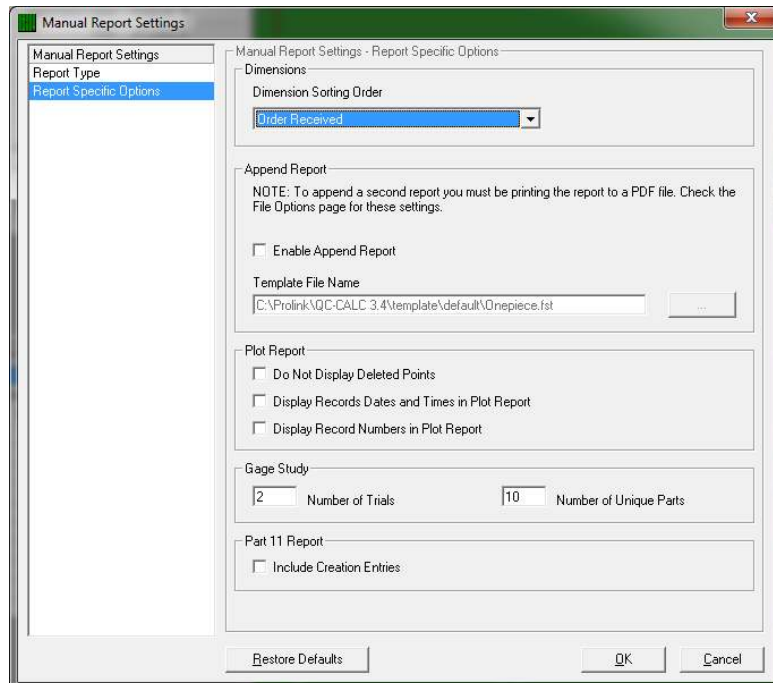 Manual Report Settings
Manual Report Settings
Report Type
Report Specific Options
Manual Report Settings - Report Specific Options
Dimensions
Dimension Sorting Order
Order Received
Append Report
NOTE: To append a second report you must be printing the report to a PDF file. Check the
File Options page for these settings.
Enable Append Report
Template File Name
C:\Prolink\QC-CALC 3.4\template\default\Onepiece.fst
...
Plot Report
Do Not Display Deleted Points
Display Records Dates and Times in Plot Report
Display Record Numbers in Plot Report
Gage Study
2 Number of Trials 10 Number of Unique Parts
Part 11 Report
Include Creation Entries
Restore Defaults OK Cancel